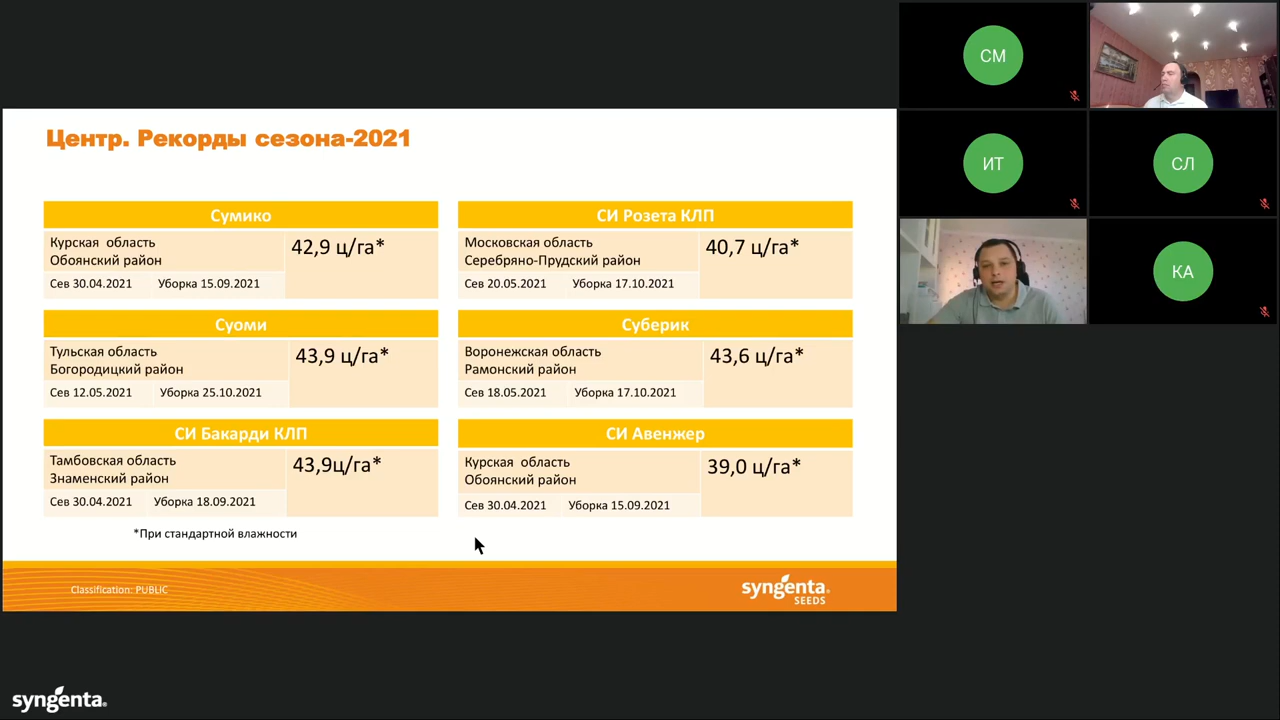 Центр. Рекорды сезона-2021
Сумико
Курская область
Обоянский район
42,9 ц/га*
Сев 30.04.2021 Уборка 15.09.2021
СИ Розета КЛП
Московская область
Серебряно-Прудский район
40,7 ц/га*
Сев 20.05.2021 Уборка 17.10.2021
Суоми
Тульская область
Богородицкий район
43,9 ц/га*
Сев 12.05.2021 Уборка 25.10.2021
Суберик
Воронежская область
Рамонский район
43,6 ц/га*
Сев 18.05.2021 Уборка 17.10.2021
СИ Бакарди КЛП
Тамбовская область
Знаменский район
43,9ц/га*
Сев 30.04.2021 Уборка 18.09.2021
СИ Авенжер
Курская область
Обоянский район
39,0 ц/га*
Сев 30.04.2021 Уборка 15.09.2021
*При стандартной влажности
Classification: PUBLIC
syngenta.
SEEDS
syngenta.
СМ
ИТ
СЛ
КА